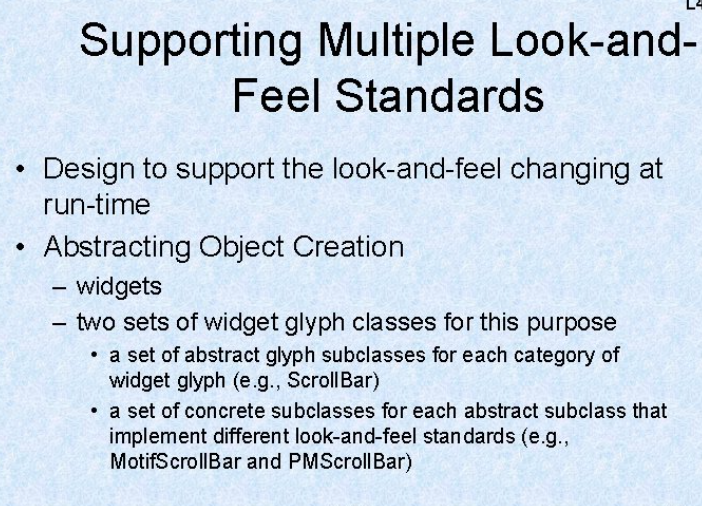 L4
Supporting Multiple Look-and-
Feel Standards
• Design to support the look-and-feel changing at
run-time
• Abstracting Object Creation
– widgets
– two sets of widget glyph classes for this purpose
• a set of abstract glyph subclasses for each category of
widget glyph (e.g., ScrollBar)
• a set of concrete subclasses for each abstract subclass that
implement different look-and-feel standards (e.g.,
MotifScrollBar and PMScrollBar)